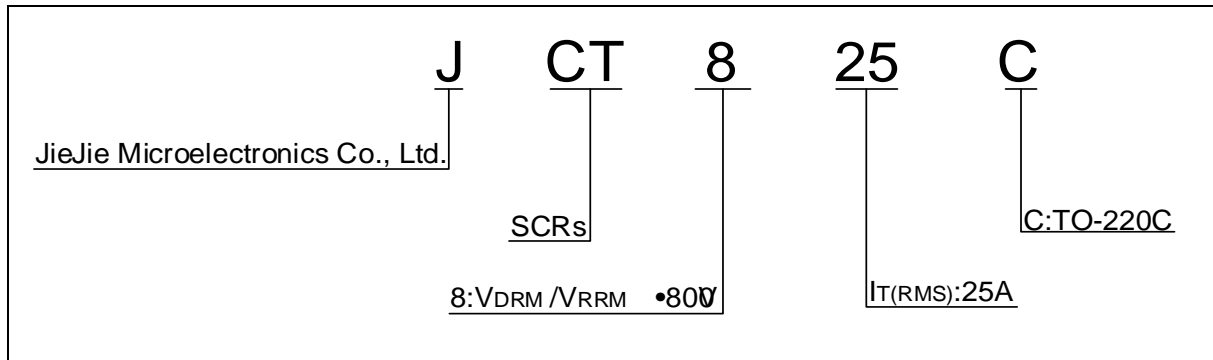 J CT 8 25 C
JieJie Microelectronics Co., Ltd.
SCRs
C:TO-220C
8:VDRM /VRRM •800V
IT(RMS):25A